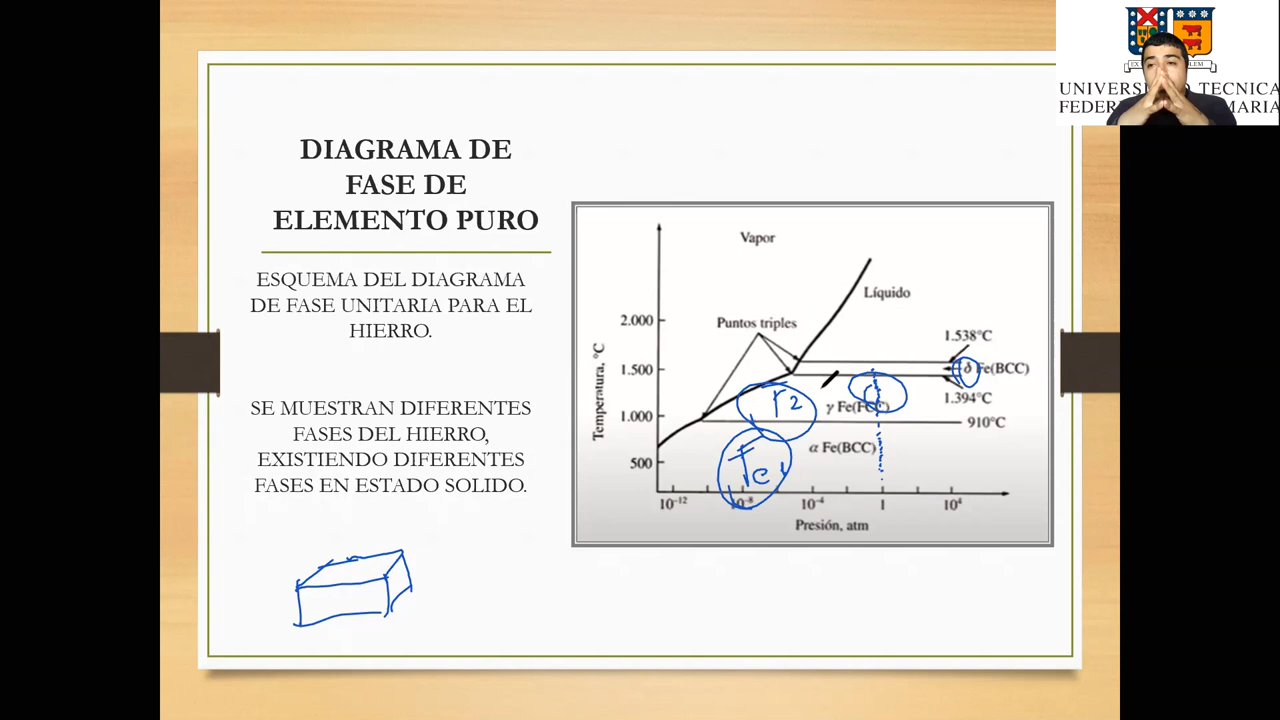 UNIVERS TECNICA
FEDER MARIA
DIAGRAMA DE
FASE DE
ELEMENTO PURO
ESQUEMA DEL DIAGRAMA
DE FASE UNITARIA PARA EL
HIERRO.
SE MUESTRAN DIFERENTES
FASES DEL HIERRO,
EXISTIENDO DIFERENTES
FASES EN ESTADO SOLIDO.
Vapor
Líquido
Puntos triples
Temperatura, °C
2.000
1.500
1.000
500
1.538°C
δ Fe(BCC)
1.394°C
γ Fe(FCC)
910°C
α Fe(BCC)
10⁻¹² 10⁻⁸ 10⁻⁴ 1 10⁴
Presión, atm